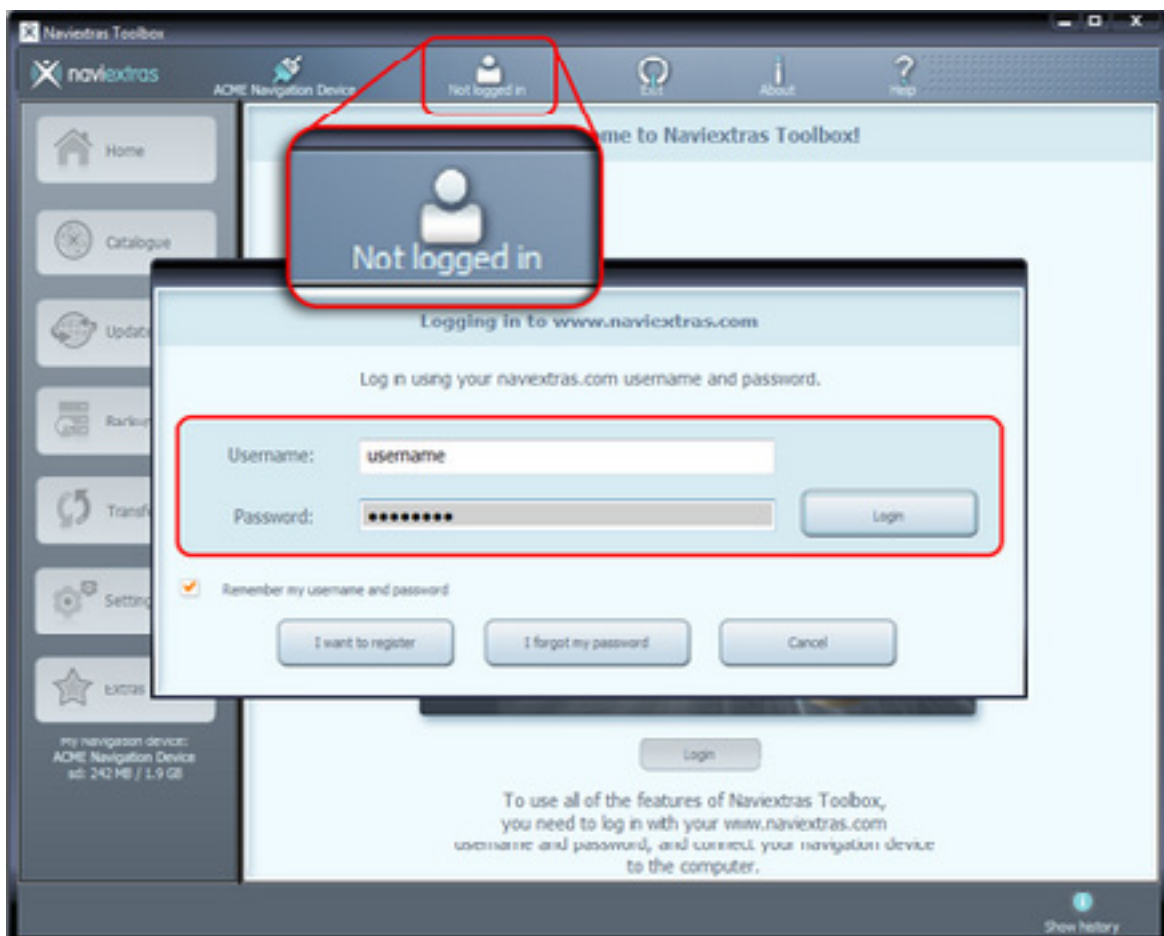 Naviextras Toolbox
naviextras
ACME Navigation Device
Not logged in
Exit
About
Help
Home
Catalogue
Update
Backup
Transf
Setting
Extras
My navigation device:
ACME Navigation Device
sd: 242 MB / 1.9 GB
ome to Naviextras Toolbox!
Not logged in
Logging in to www.naviextras.com
Log in using your naviextras.com username and password.
Username: username
Password: ●●●●●●●●
Login
Remember my username and password
I want to register
I forgot my password
Cancel
Login
To use all of the features of Naviextras Toolbox,
you need to log in with your www.naviextras.com
username and password, and connect your navigation device
to the computer.
Show history